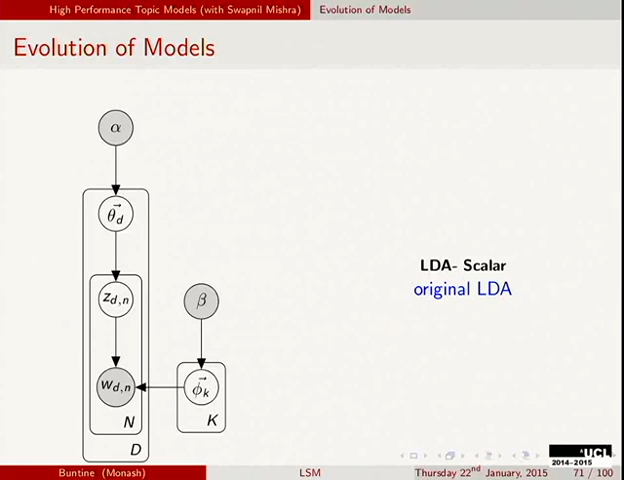 High Performance Topic Models (with Swapnil Mishra) Evolution of Models
Evolution of Models
α
θ⃗d
zd,n
β
wd,n
ϕ⃗k
N
K
D
LDA- Scalar
original LDA
UCL
2014-2015
Buntine (Monash) LSM Thursday 22nd January, 2015 71 / 100